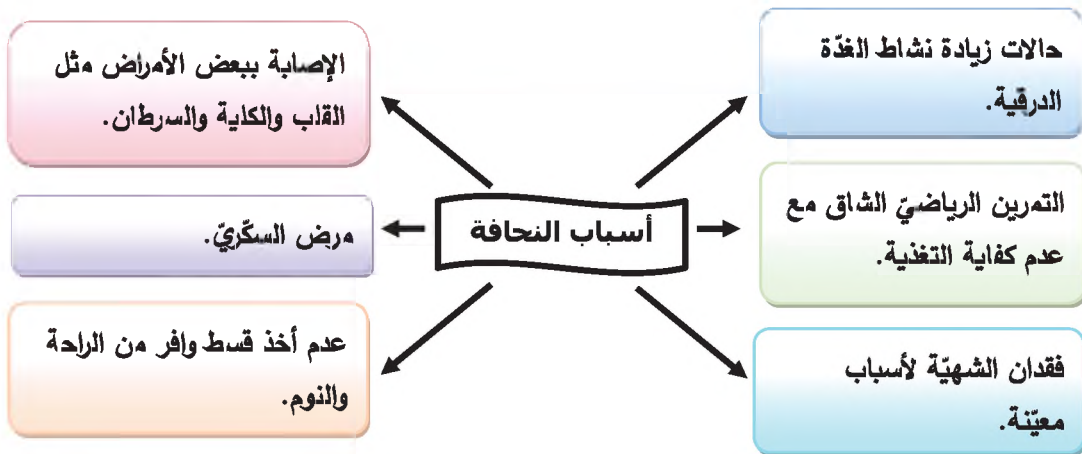 أسباب النحافة
حالات زيادة نشاط الغدّة
الدرقية.
التمرين الرياضيّ الشاق مع
عدم كفاية التغذية.
فقدان الشهيّة لأسباب
معيّنة.
الإصابة ببعض الأمراض مثل
القلب والكلية والسرطان.
مرض السكّريّ.
عدم أخذ قسط وافر من الراحة
والنوم.